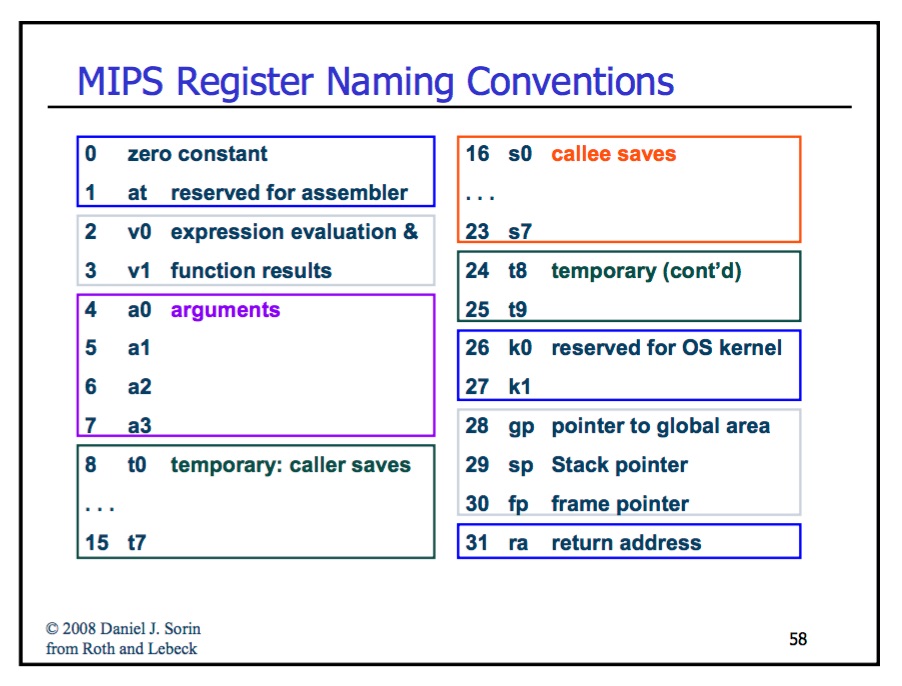 MIPS Register Naming Conventions
0 zero constant
1 at reserved for assembler
2 v0 expression evaluation &
3 v1 function results
4 a0 arguments
5 a1
6 a2
7 a3
8 t0 temporary: caller saves
. . .
15 t7
16 s0 callee saves
. . .
23 s7
24 t8 temporary (cont’d)
25 t9
26 k0 reserved for OS kernel
27 k1
28 gp pointer to global area
29 sp Stack pointer
30 fp frame pointer
31 ra return address
© 2008 Daniel J. Sorin
from Roth and Lebeck
58